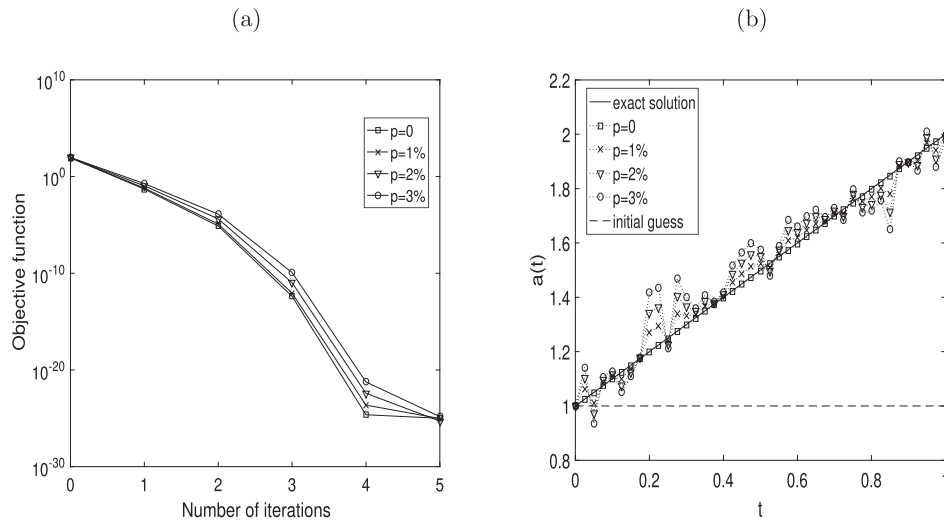 (a)
(b)
10^10
10^0
10^-10
10^-20
10^-30
Objective function
0 1 2 3 4 5
Number of iterations
p=0
p=1%
p=2%
p=3%
2.2
2
1.8
1.6
1.4
1.2
1
0.8
a(t)
0 0.2 0.4 0.6 0.8 1
t
exact solution
p=0
p=1%
p=2%
p=3%
initial guess